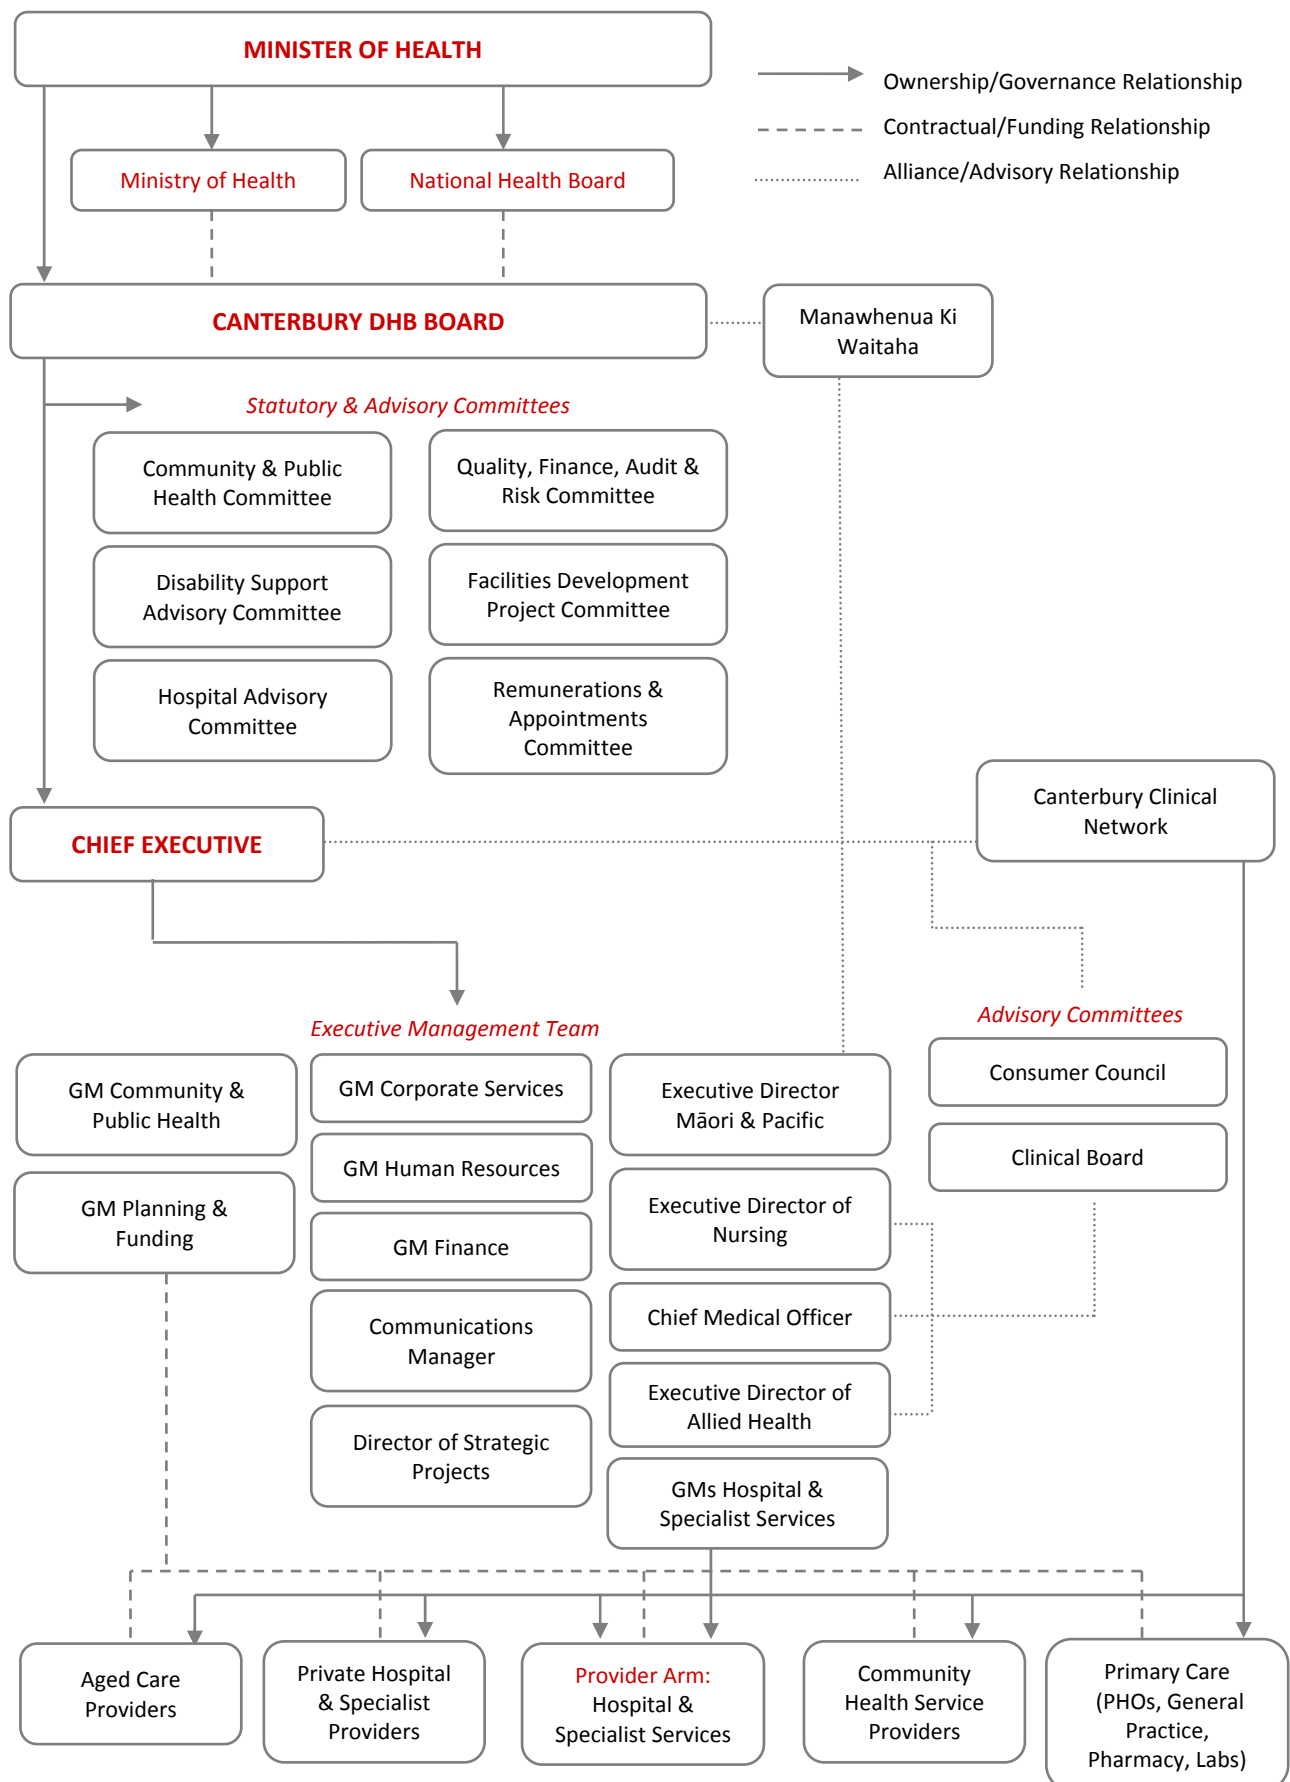 MINISTER OF HEALTH
Ownership/Governance Relationship
Contractual/Funding Relationship
Alliance/Advisory Relationship
Ministry of Health
National Health Board
CANTERBURY DHB BOARD
Manawhenua Ki
Waitaha
Statutory & Advisory Committees
Community & Public
Health Committee
Quality, Finance, Audit &
Risk Committee
Disability Support
Advisory Committee
Facilities Development
Project Committee
Hospital Advisory
Committee
Remunerations &
Appointments
Committee
Canterbury Clinical
Network
CHIEF EXECUTIVE
Executive Management Team
Advisory Committees
GM Community &
Public Health
GM Planning &
Funding
GM Corporate Services
GM Human Resources
GM Finance
Communications
Manager
Director of Strategic
Projects
Executive Director
Māori & Pacific
Executive Director of
Nursing
Chief Medical Officer
Executive Director of
Allied Health
GMs Hospital &
Specialist Services
Consumer Council
Clinical Board
Aged Care
Providers
Private Hospital
& Specialist
Providers
Provider Arm:
Hospital &
Specialist Services
Community
Health Service
Providers
Primary Care
(PHOs, General
Practice,
Pharmacy, Labs)